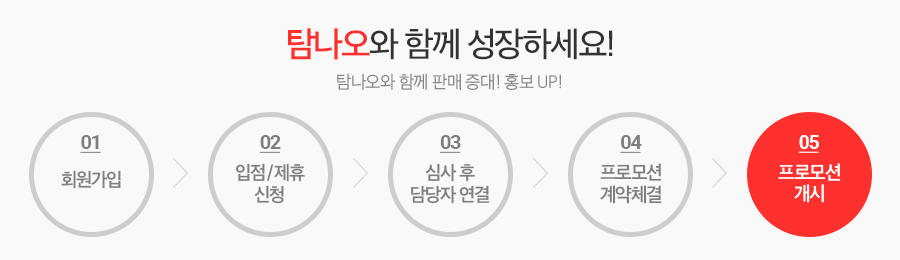 탐나오와 함께 성장하세요!
탐나오와 함께 판매 증대! 홍보 UP!
01
회원가입
02
입점/제휴
신청
03
심사 후
담당자 연결
04
프로모션
계약체결
05
프로모션
개시